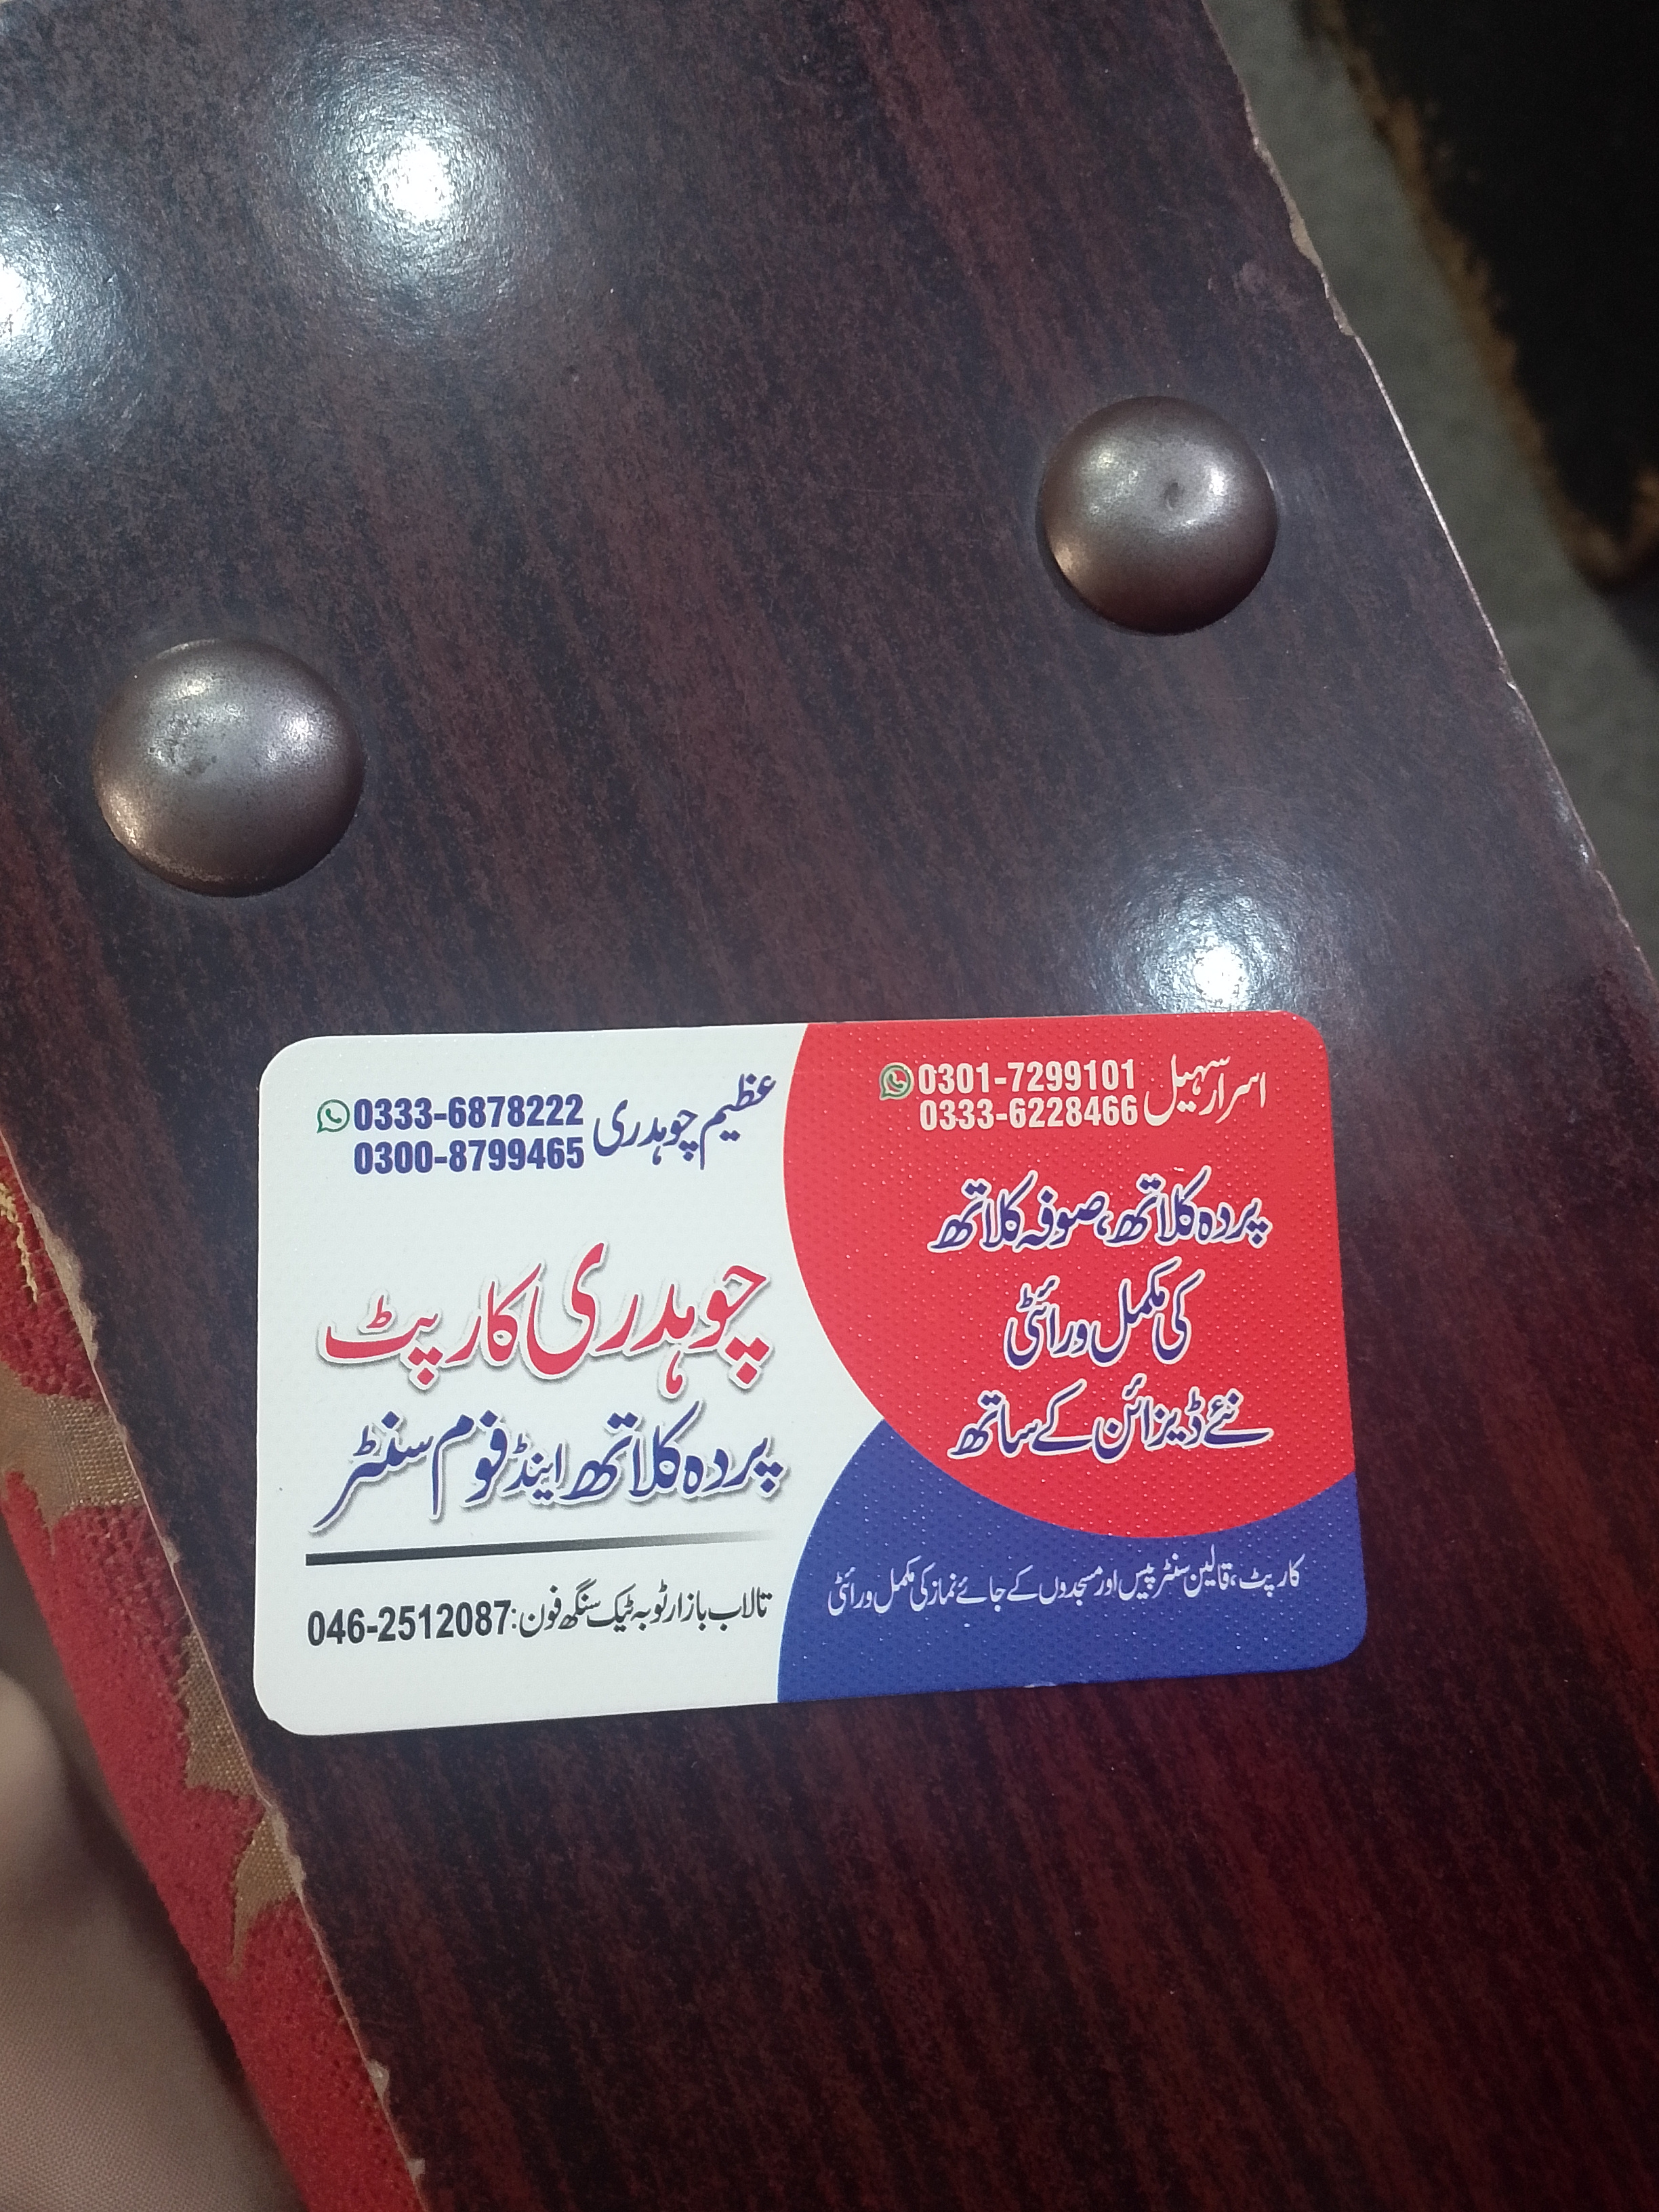 اسرار سہیل 0301-7299101
0333-6228466
پردہ کلاتھ، صوفہ کلاتھ
کی مکمل ورائٹی
نئے ڈیزائن کے ساتھ
عظیم چوہدری 0333-6878222
0300-8799465
چوہدری کارپٹ
پردہ کلاتھ اینڈ فوم سنٹر
تالاب بازار ٹوبہ ٹیک سنگھ فون: 046-2512087
کارپٹ، قالین سنٹر پیس اور مسجدوں کے جائے نماز کی مکمل ورائٹی